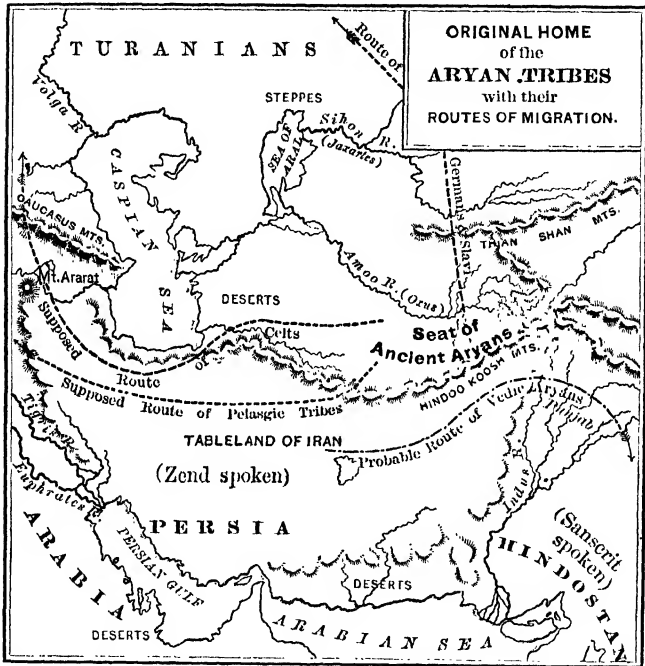 ORIGINAL HOME
of the
ARYAN TRIBES
with their
ROUTES OF MIGRATION.
TURANIANS
Route of
Germans & Slavi
Volga R
STEPPES
SEA OF ARAL
Sihon R.
(Jaxartes)
CASPIAN SEA
CAUCASUS MTS.
Mt. Ararat
THIAN SHAN MTS.
Amoo R. (Oxus)
DESERTS
Supposed Route of Celts
Seat of
Ancient Aryans
HINDOO KOOSH MTS.
Supposed Route of Pelasgic Tribes
Probable Route of Vedic Aryans
Tigris R.
TABLELAND OF IRAN
(Zend spoken)
Indus R.
Euphrates
PERSIA
(Sanscrit
spoken)
HINDOSTAN
ARABIA
PERSIAN GULF
DESERTS
DESERTS
ARABIAN SEA